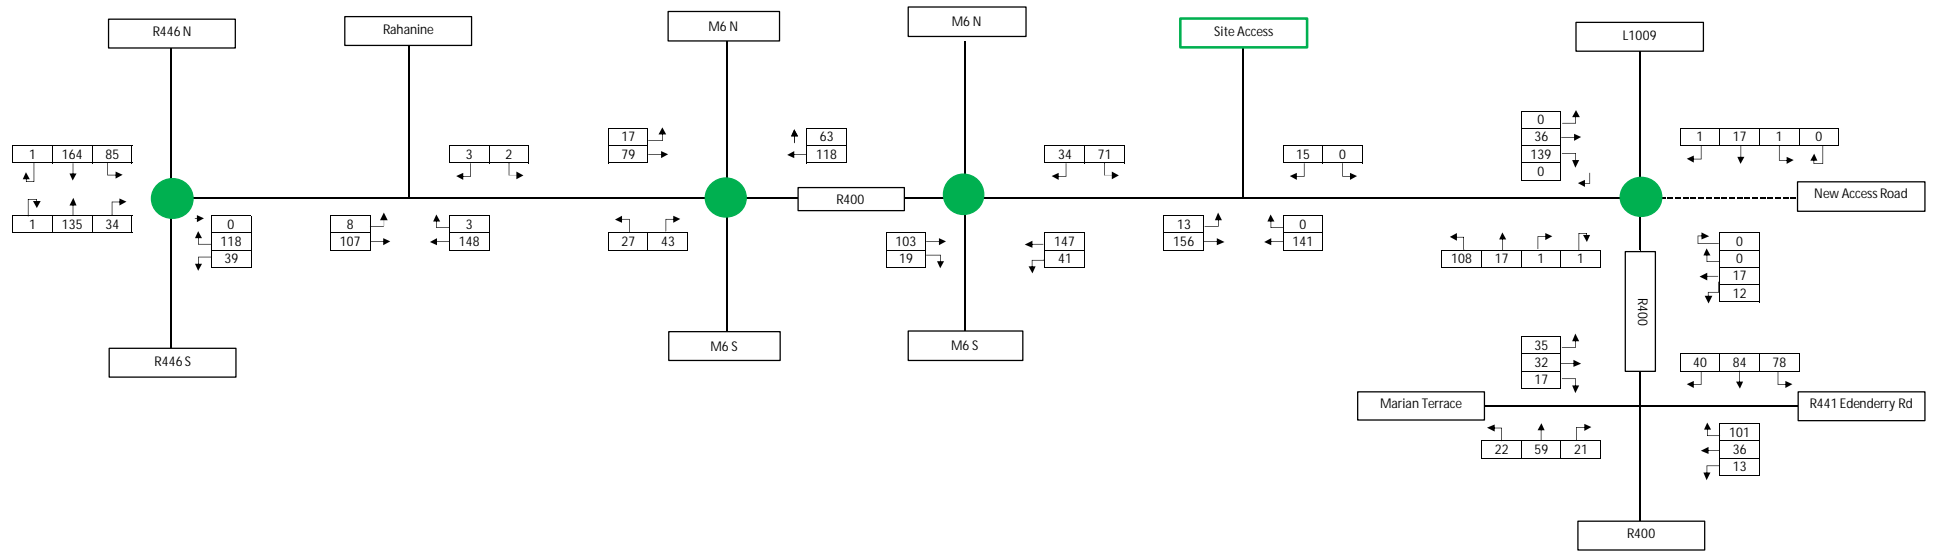 R446 N
Rahanine
M6 N
M6 N
Site Access
L1009
1 164 85
1 135 34
0
118
39
R446 S
3 2
8
107
3
148
17
79
63
118
27 43
M6 S
R400
34 71
103
19
147
41
M6 S
15 0
13
156
0
141
0
36
139
0
1 17 1 0
New Access Road
108 17 1 1
0
0
17
12
R400
35
32
17
40 84 78
Marian Terrace
R441 Edenderry Rd
22 59 21
101
36
13
R400